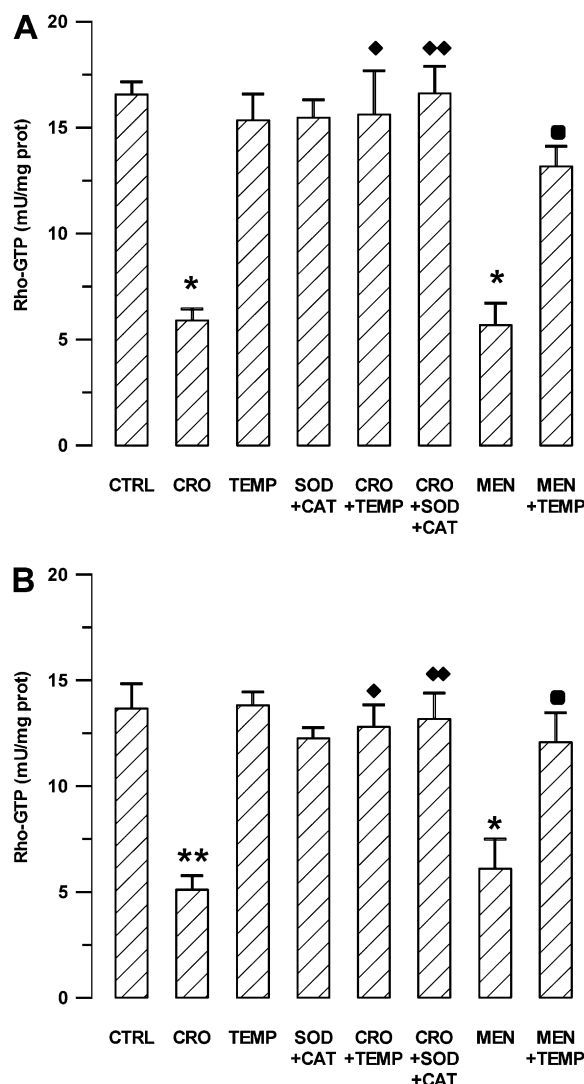 A
20
15
10
5
0
Rho-GTP (mU/mg prot)
*
*
CTRL CRO TEMP SOD CRO CRO MEN MEN
+CAT +TEMP +SOD +TEMP
+CAT
B
20
15
10
5
0
Rho-GTP (mU/mg prot)
**
*
CTRL CRO TEMP SOD CRO CRO MEN MEN
+CAT +TEMP +SOD +TEMP
+CAT